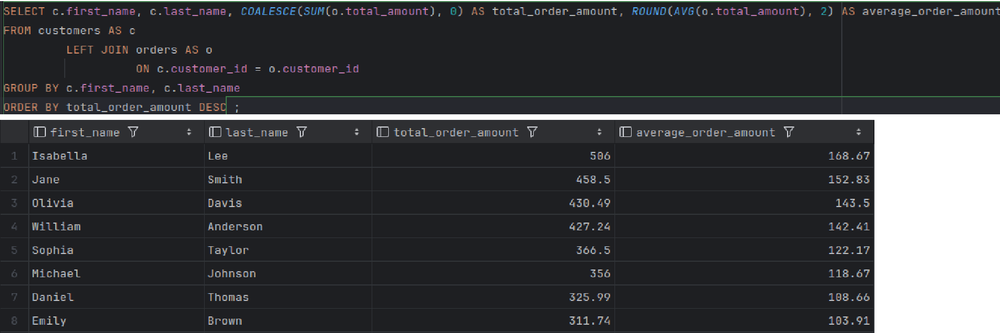 SELECT c.first_name, c.last_name, COALESCE(SUM(o.total_amount), 0) AS total_order_amount, ROUND(AVG(o.total_amount), 2) AS average_order_amount
FROM customers AS c
LEFT JOIN orders AS o
ON c.customer_id = o.customer_id
GROUP BY c.first_name, c.last_name
ORDER BY total_order_amount DESC ;
first_name last_name total_order_amount average_order_amount
1 Isabella Lee 506 168.67
2 Jane Smith 458.5 152.83
3 Olivia Davis 430.49 143.5
4 William Anderson 427.24 142.41
5 Sophia Taylor 366.5 122.17
6 Michael Johnson 356 118.67
7 Daniel Thomas 325.99 108.66
8 Emily Brown 311.74 103.91